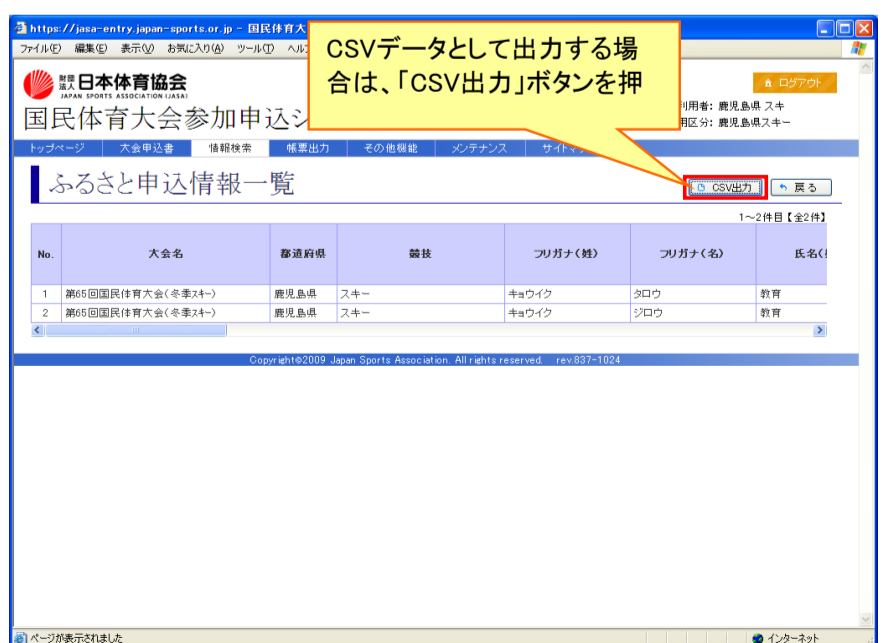 https://jasa-entry.japan-sports.or.jp - 国民体育大
ファイル(F) 編集(E) 表示(V) お気に入り(A) ツール(T)
CSVデータとして出力する場
合は、「CSV出力」ボタンを押
財団法人 日本体育協会
JAPAN SPORTS ASSOCIATION (JASA)
ログアウト
国民体育大会参加申込シ
利用者: 鹿児島県 スキ
用区分: 鹿児島県スキー
トップページ 大会申込書 情報検索 帳票出力 その他機能 メンテナンス サイトマ
ふるさと申込情報一覧
CSV出力 戻る
1~2件目【全2件】
No. 大会名 都道府県 競技 フリガナ(姓) フリガナ(名) 氏名(
1 第65回国民体育大会(冬季スキー) 鹿児島県 スキー キョウイク タロウ 教育
2 第65回国民体育大会(冬季スキー) 鹿児島県 スキー キョウイク ジロウ 教育
Copyright©2009 Japan Sports Association. All rights reserved. rev.837-1024
ページが表示されました インターネット